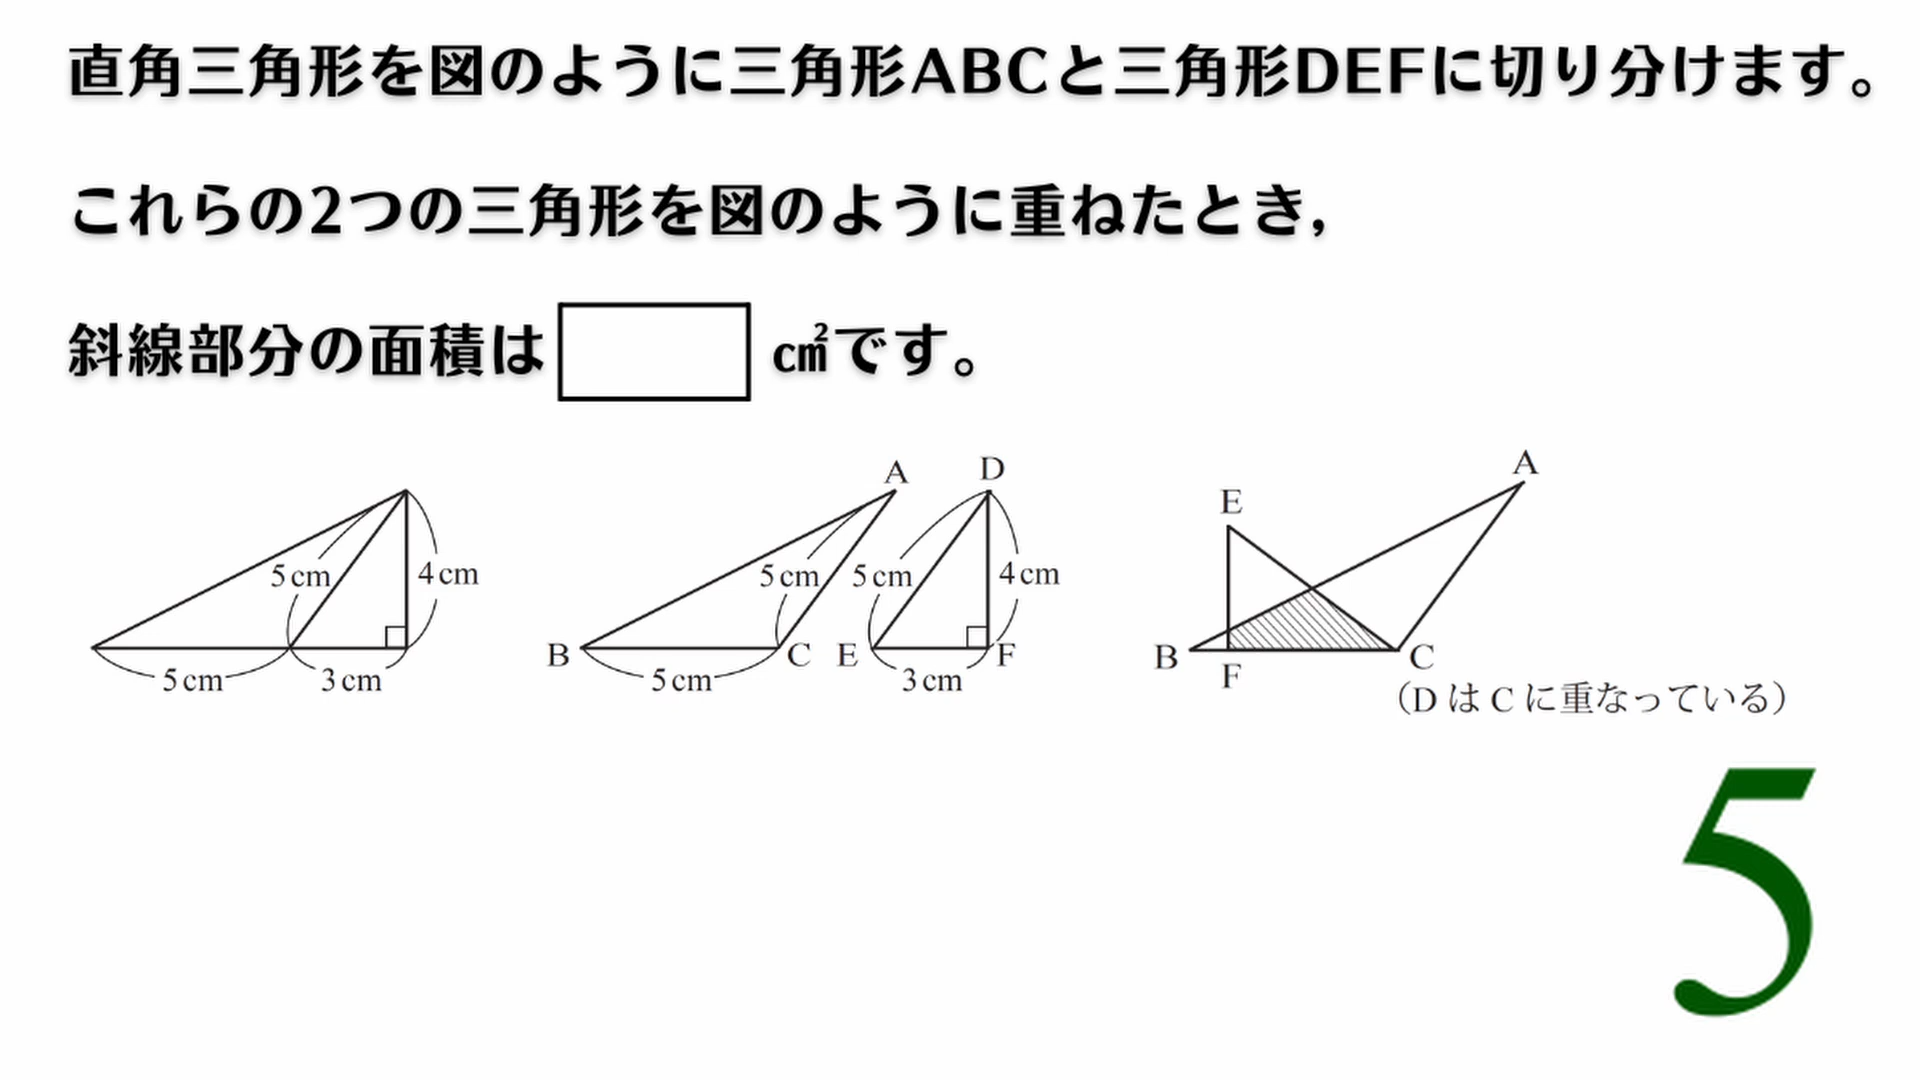 直角三角形を図のように三角形ABCと三角形DEFに切り分けます。
これらの2つの三角形を図のように重ねたとき,
斜線部分の面積は
㎠です。
5cm
4cm
5cm
3cm
A
D
5cm
5cm
4cm
B
C
E
F
5cm
3cm
A
E
B
F
C
（DはCに重なっている）
5